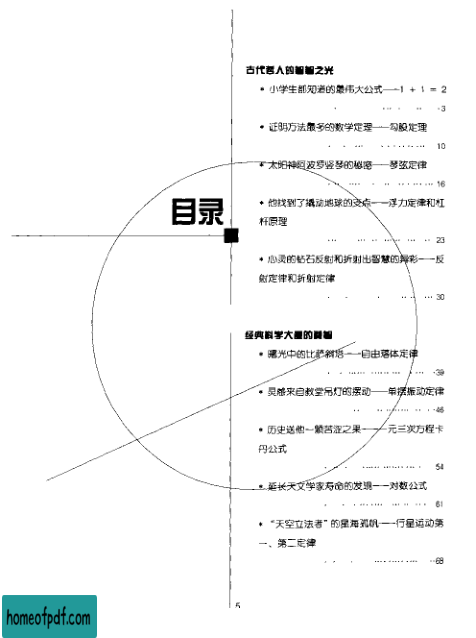 目录
古代哲人的智慧之光
• 小学生都知道的最伟大公式——1 + 1 = 2
3
• 证明方法最多的数学定理——勾股定理
10
• 太阳神阿波罗竖琴的秘密——琴弦定律
16
• 他找到了撬动地球的支点——浮力定律和杠
杆原理
23
• 心灵的钻石反射和折射出智慧的异彩——反
射定律和折射定律
30
经典科学大厦的奠基
• 曙光中的比萨斜塔——自由落体定律
39
• 灵感来自教堂吊灯的摆动——单摆振动定律
46
• 历史送他一颗苦涩之果——一元三次方程卡
丹公式
54
• 延长天文学家寿命的发现——对数公式
61
• “天空立法者”的星海孤帆——行星运动第
一、第二定律
68
5
homeofpdf.com